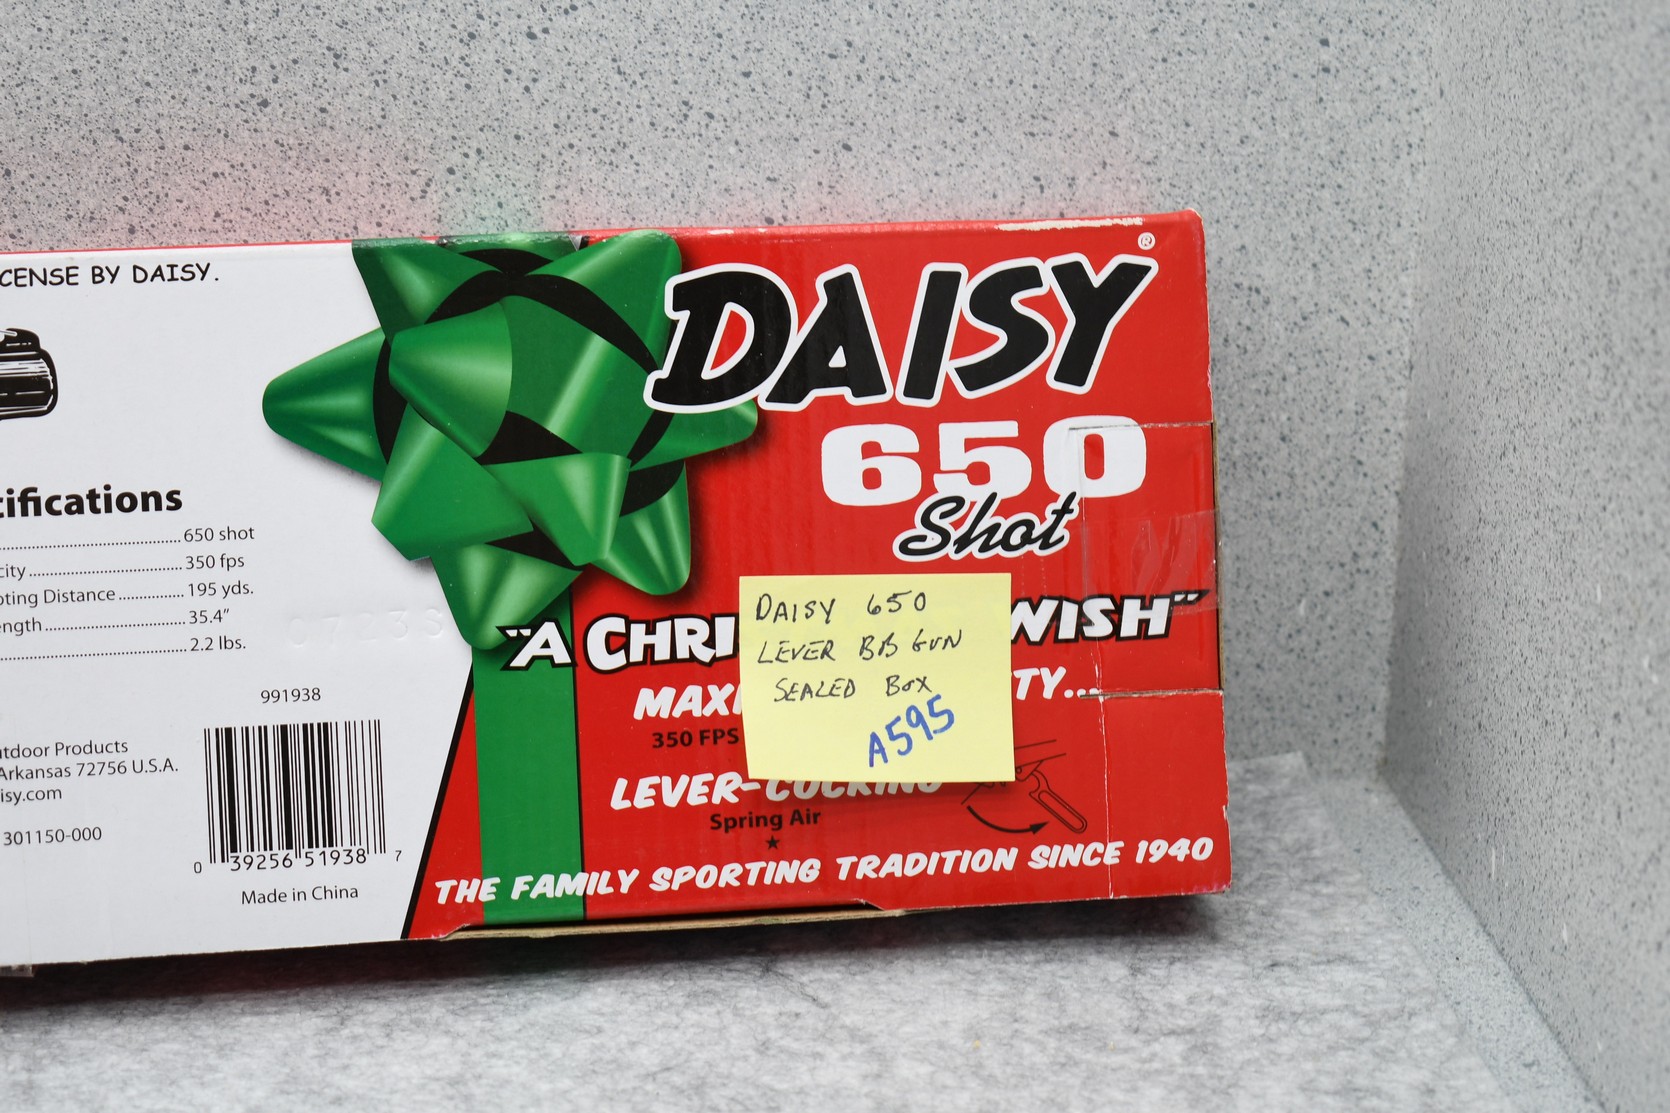 CENSE BY DAISY.
tifications
650 shot
city 350 fps
oting Distance 195 yds.
ength 35.4"
2.2 lbs.
991938
tdoor Products
Arkansas 72756 U.S.A.
isy.com
301150-000
0 39256 51938 7
Made in China
DAISY®
650
Shot
"A CHRI WISH"
MAXI TY...
350 FPS
LEVER-COCKING
Spring Air
THE FAMILY SPORTING TRADITION SINCE 1940
DAISY 650
LEVER BB GUN
SEALED BOX
A595